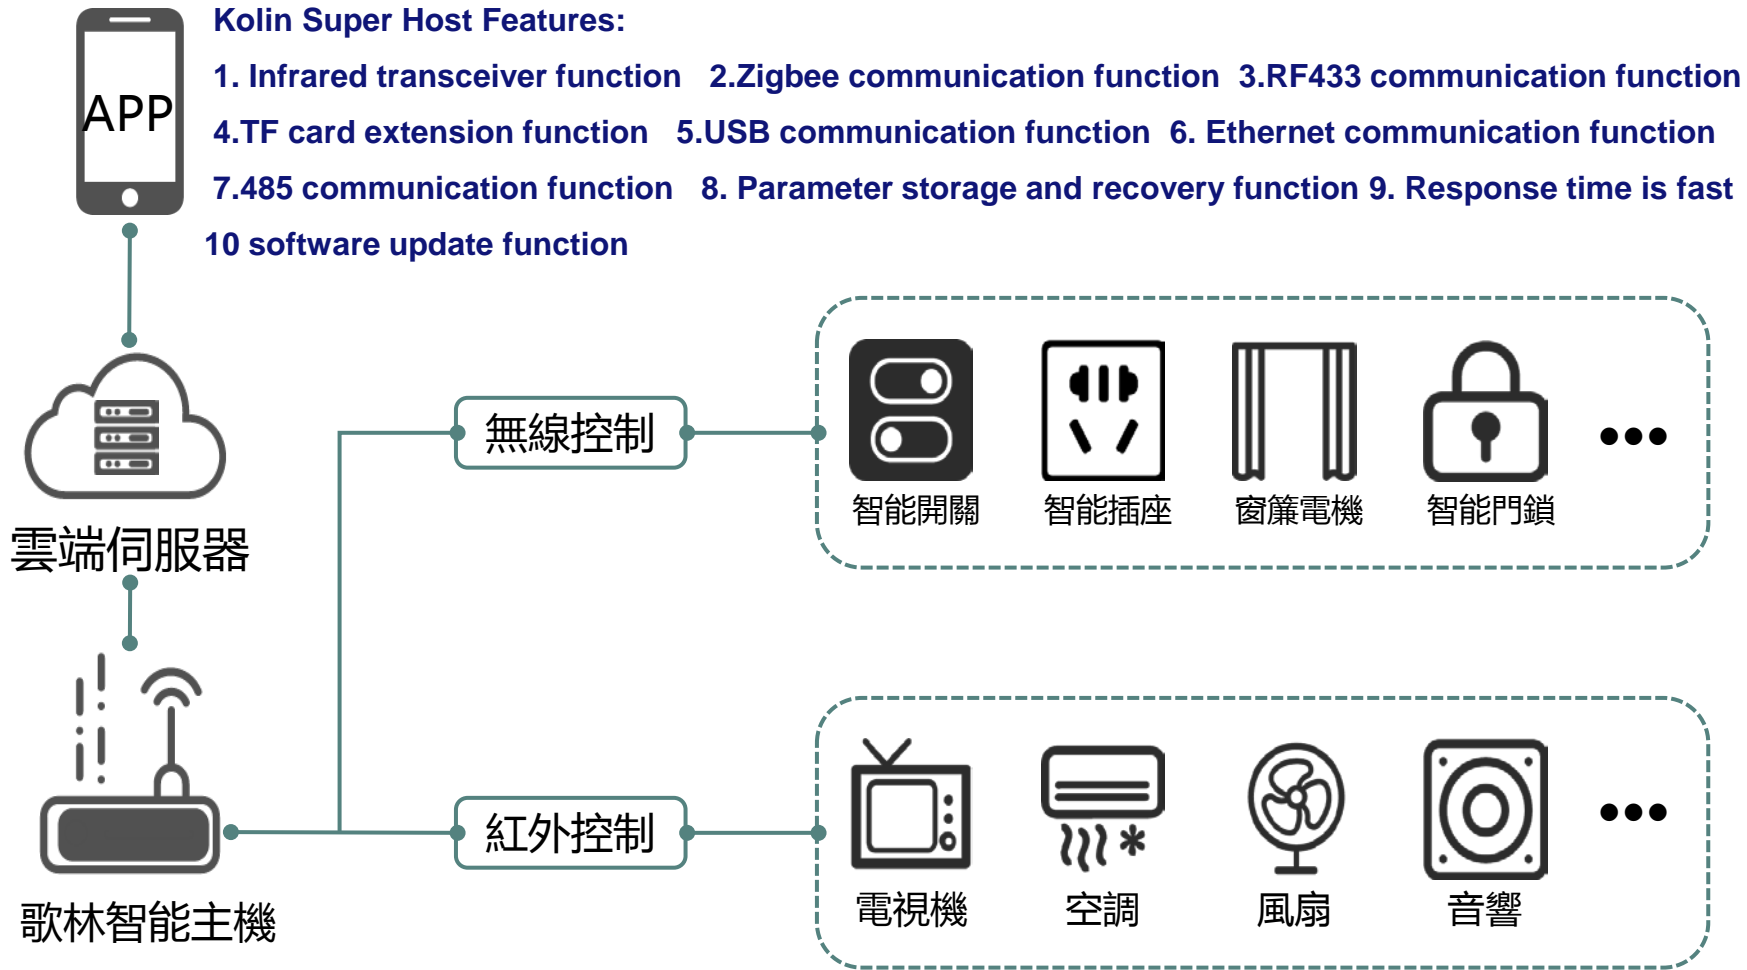 Kolin Super Host Features:
1. Infrared transceiver function 2.Zigbee communication function 3.RF433 communication function
4.TF card extension function 5.USB communication function 6. Ethernet communication function
7.485 communication function 8. Parameter storage and recovery function 9. Response time is fast
10 software update function
APP
雲端伺服器
歌林智能主機
無線控制
智能開關 智能插座 窗簾電機 智能門鎖
紅外控制
電視機 空調 風扇 音響